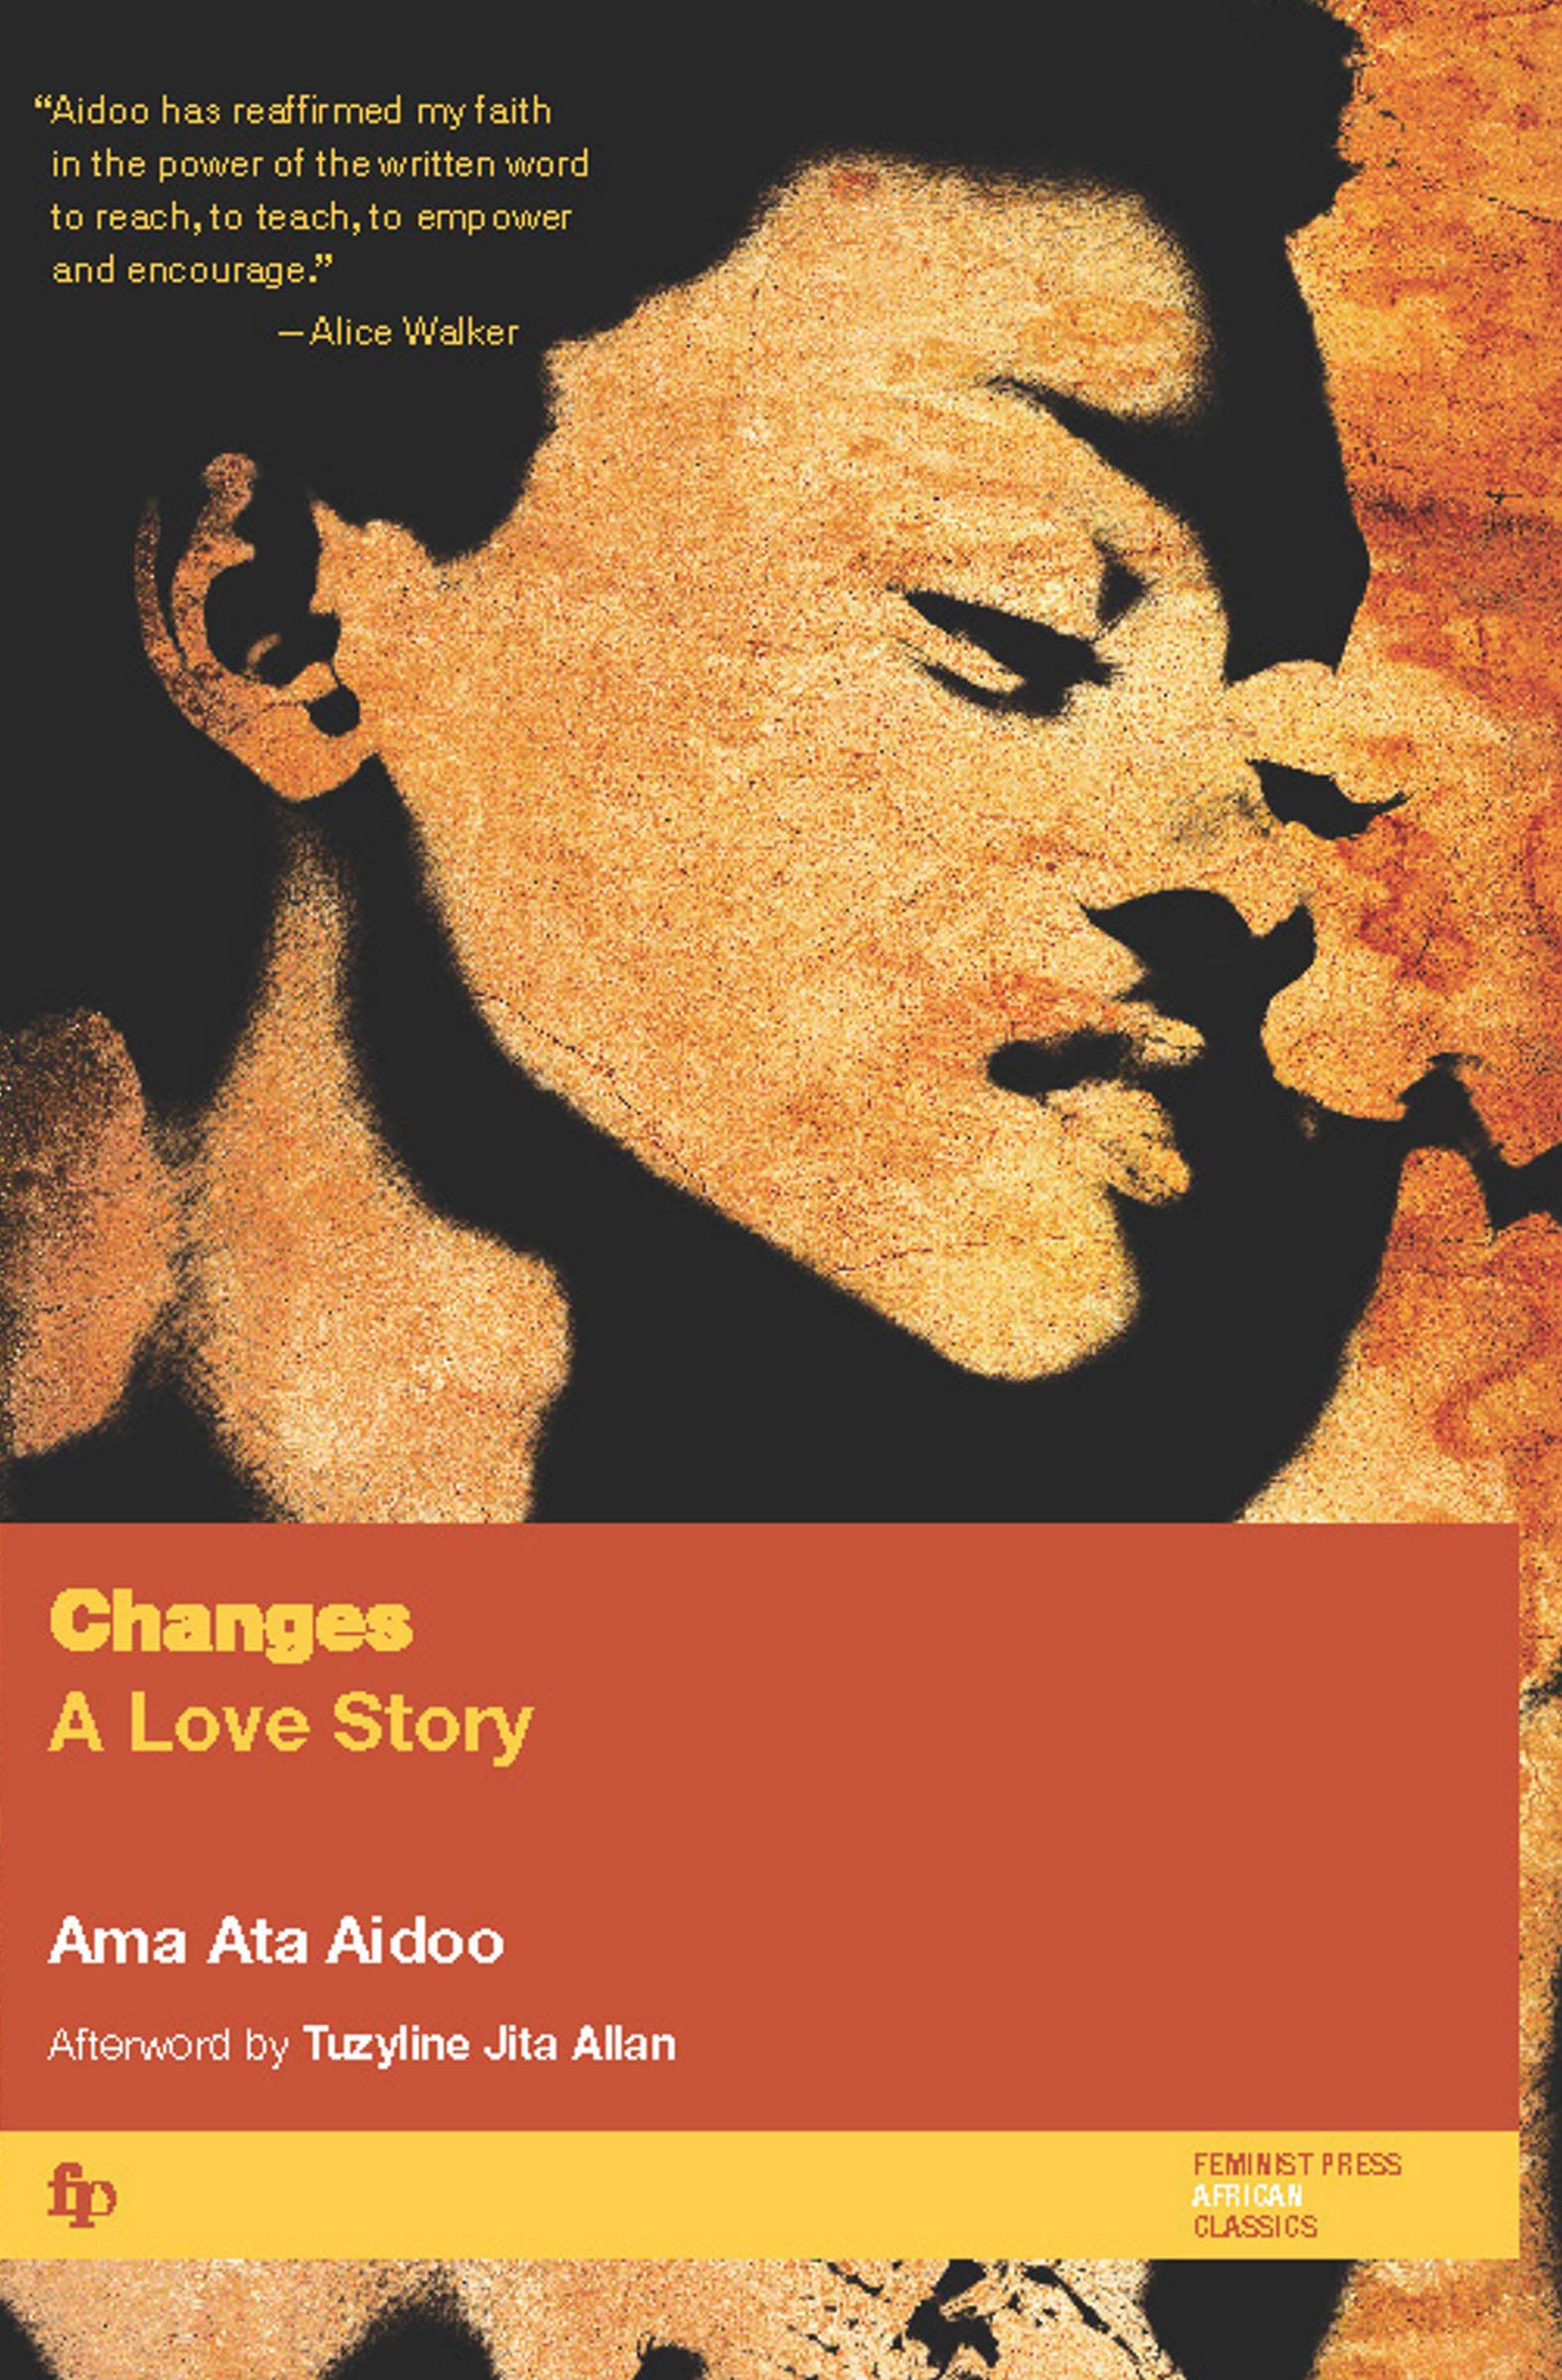 “Aidoo has reaffirmed my faith
in the power of the written word
to reach, to teach, to empower
and encourage.”
—Alice Walker
Changes
A Love Story
Ama Ata Aidoo
Afterword by Tuzyline Jita Allan
fp
FEMINIST PRESS
AFRICAN
CLASSICS